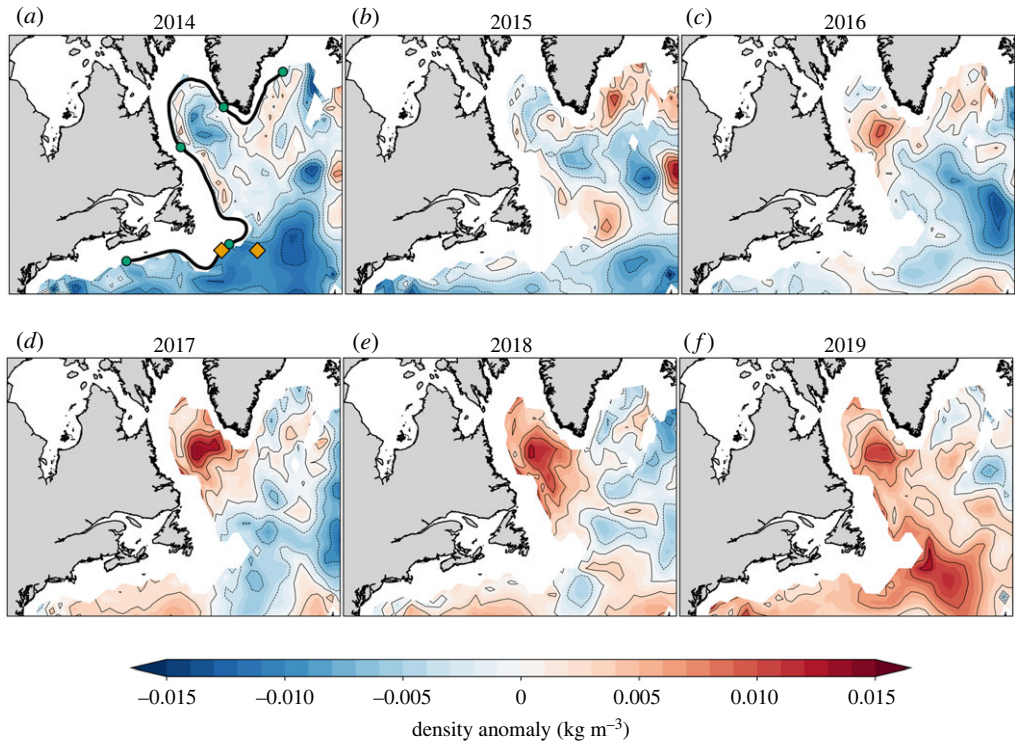 (a) 2014
(b) 2015
(c) 2016
(d) 2017
(e) 2018
(f) 2019
–0.015 –0.010 –0.005 0 0.005 0.010 0.015
density anomaly (kg m⁻³)